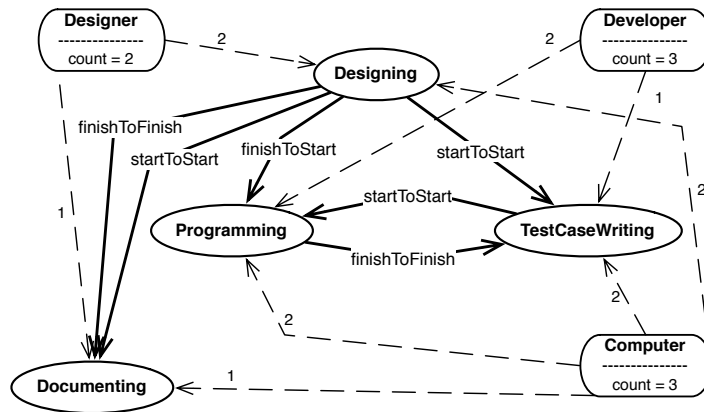 Designer
----------------
count = 2
2
Developer
----------------
count = 3
2
Designing
1
finishToFinish
startToStart
finishToStart
startToStart
2
1
startToStart
Programming
TestCaseWriting
finishToFinish
2
2
Computer
----------------
count = 3
1
Documenting